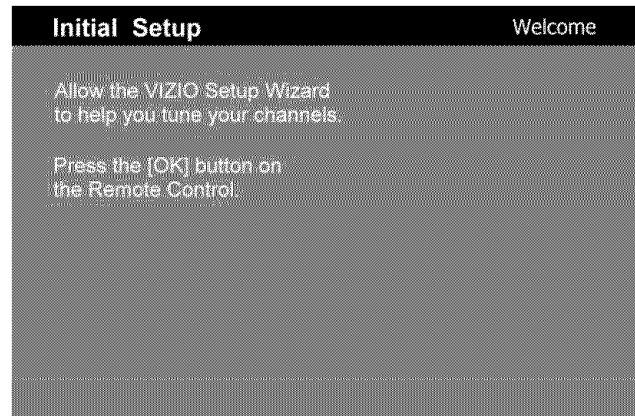 Initial Setup
Welcome
Allow the VIZIO Setup Wizard
to help you tune your channels.
Press the [OK] button on
the Remote Control.